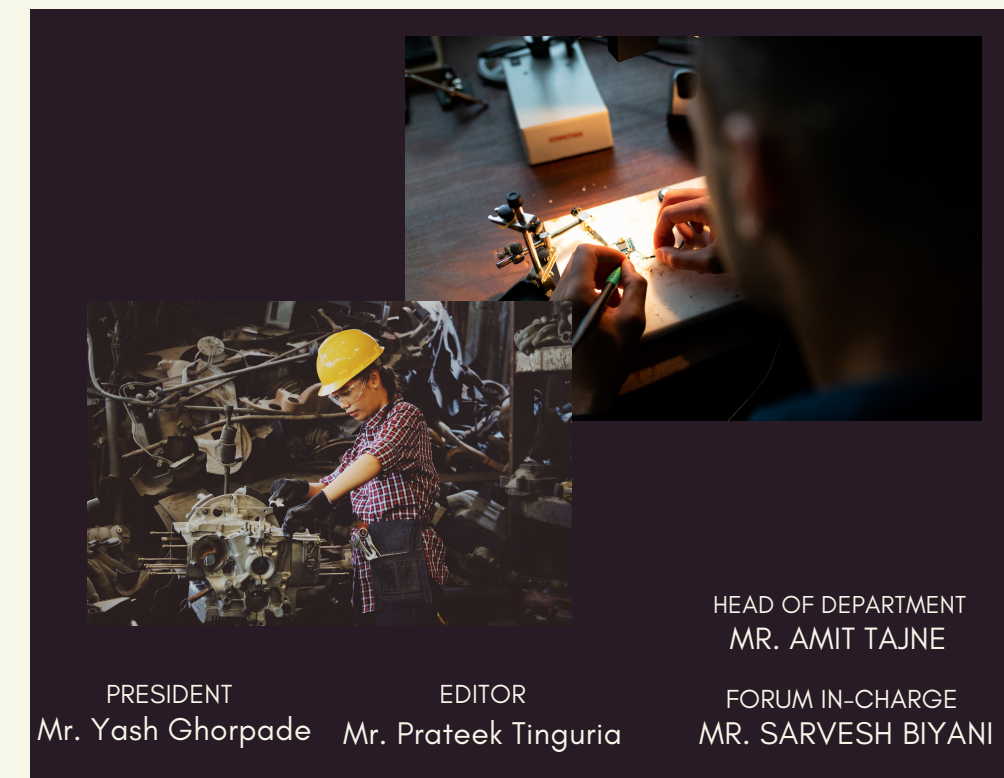 HEAD OF DEPARTMENT
MR. AMIT TAJNE
PRESIDENT
Mr. Yash Ghorpade
EDITOR
Mr. Prateek Tinguria
FORUM IN-CHARGE
MR. SARVESH BIYANI